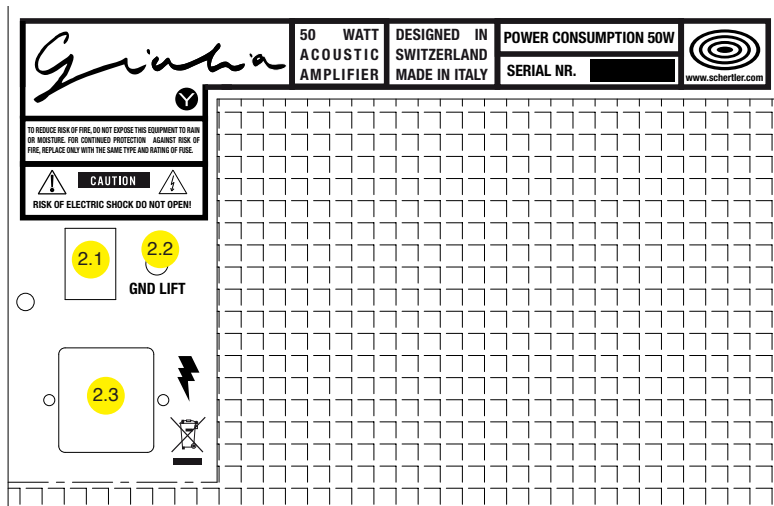 Giulia
Y
50 WATT
ACOUSTIC
AMPLIFIER
DESIGNED IN
SWITZERLAND
MADE IN ITALY
POWER CONSUMPTION 50W
SERIAL NR.
www.schertler.com
TO REDUCE RISK OF FIRE, DO NOT EXPOSE THIS EQUIPMENT TO RAIN
OR MOISTURE. FOR CONTINUED PROTECTION AGAINST RISK OF
FIRE, REPLACE ONLY WITH THE SAME TYPE AND RATING OF FUSE.
CAUTION
RISK OF ELECTRIC SHOCK DO NOT OPEN!
2.1
2.2
GND LIFT
2.3